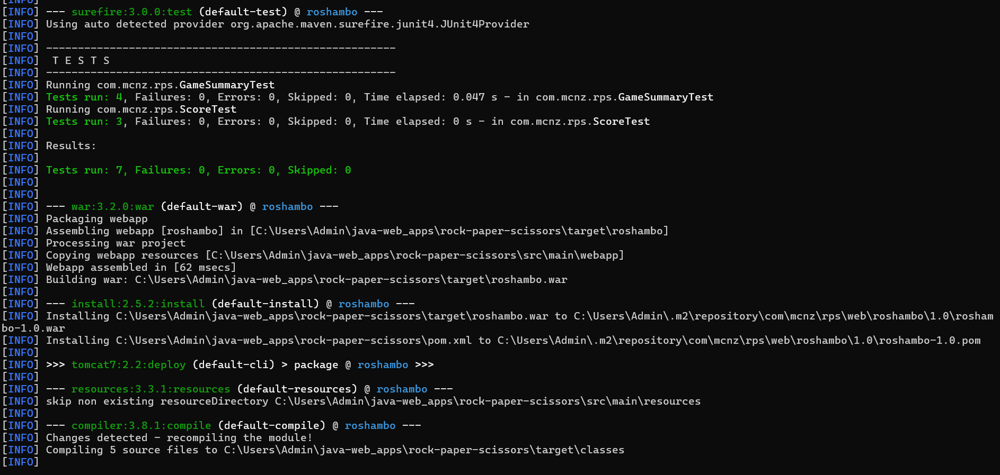 [INFO]
[INFO] --- surefire:3.0.0:test (default-test) @ roshambo ---
[INFO] Using auto detected provider org.apache.maven.surefire.junit4.JUnit4Provider
[INFO]
[INFO] -------------------------------------------------------
[INFO]  T E S T S
[INFO] -------------------------------------------------------
[INFO] Running com.mcnz.rps.GameSummaryTest
[INFO] Tests run: 4, Failures: 0, Errors: 0, Skipped: 0, Time elapsed: 0.047 s - in com.mcnz.rps.GameSummaryTest
[INFO] Running com.mcnz.rps.ScoreTest
[INFO] Tests run: 3, Failures: 0, Errors: 0, Skipped: 0, Time elapsed: 0 s - in com.mcnz.rps.ScoreTest
[INFO]
[INFO] Results:
[INFO]
[INFO] Tests run: 7, Failures: 0, Errors: 0, Skipped: 0
[INFO]
[INFO]
[INFO] --- war:3.2.0:war (default-war) @ roshambo ---
[INFO] Packaging webapp
[INFO] Assembling webapp [roshambo] in [C:\Users\Admin\java-web_apps\rock-paper-scissors\target\roshambo]
[INFO] Processing war project
[INFO] Copying webapp resources [C:\Users\Admin\java-web_apps\rock-paper-scissors\src\main\webapp]
[INFO] Webapp assembled in [62 msecs]
[INFO] Building war: C:\Users\Admin\java-web_apps\rock-paper-scissors\target\roshambo.war
[INFO]
[INFO] --- install:2.5.2:install (default-install) @ roshambo ---
[INFO] Installing C:\Users\Admin\java-web_apps\rock-paper-scissors\target\roshambo.war to C:\Users\Admin\.m2\repository\com\mcnz\rps\web\roshambo\1.0\rosham
bo-1.0.war
[INFO] Installing C:\Users\Admin\java-web_apps\rock-paper-scissors\pom.xml to C:\Users\Admin\.m2\repository\com\mcnz\rps\web\roshambo\1.0\roshambo-1.0.pom
[INFO]
[INFO] >>> tomcat7:2.2:deploy (default-cli) > package @ roshambo >>>
[INFO]
[INFO] --- resources:3.3.1:resources (default-resources) @ roshambo ---
[INFO] skip non existing resourceDirectory C:\Users\Admin\java-web_apps\rock-paper-scissors\src\main\resources
[INFO]
[INFO] --- compiler:3.8.1:compile (default-compile) @ roshambo ---
[INFO] Changes detected - recompiling the module!
[INFO] Compiling 5 source files to C:\Users\Admin\java-web_apps\rock-paper-scissors\target\classes
[INFO]